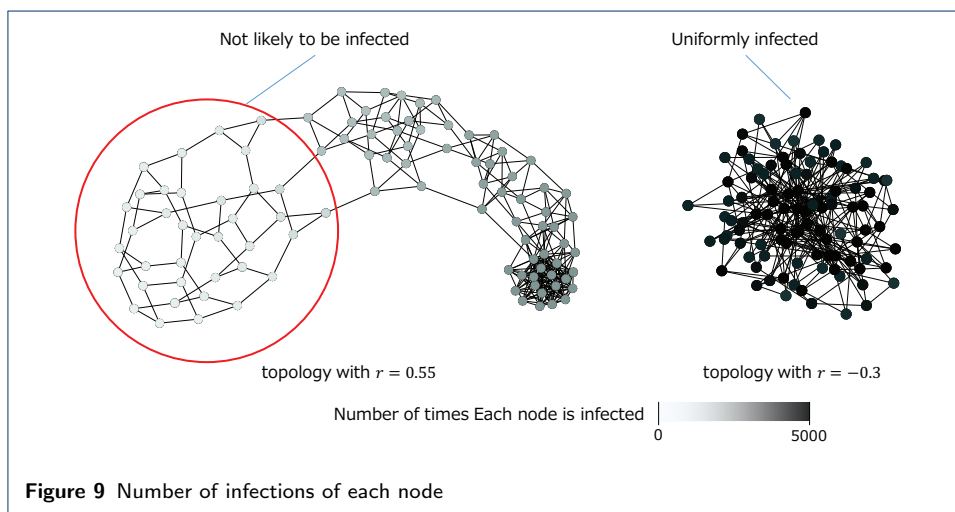 Not likely to be infected
Uniformly infected
topology with r = 0.55
topology with r = −0.3
Number of times Each node is infected
0
5000
Figure 9 Number of infections of each node